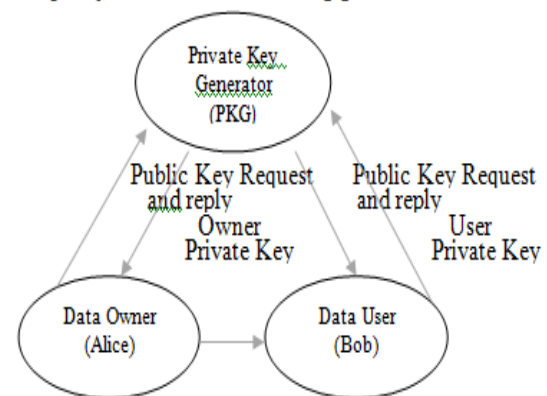 Private Key
Generator
(PKG)
Public Key Request
and reply
Owner
Private Key
Public Key Request
and reply
User
Private Key
Data Owner
(Alice)
Data User
(Bob)